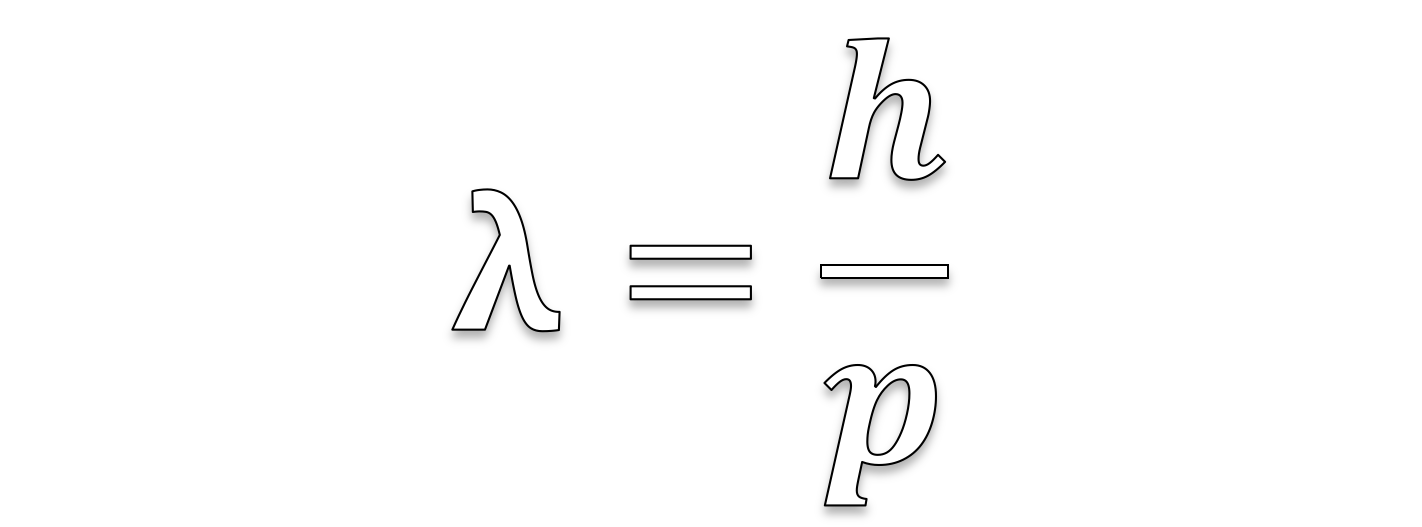 λ = h / p